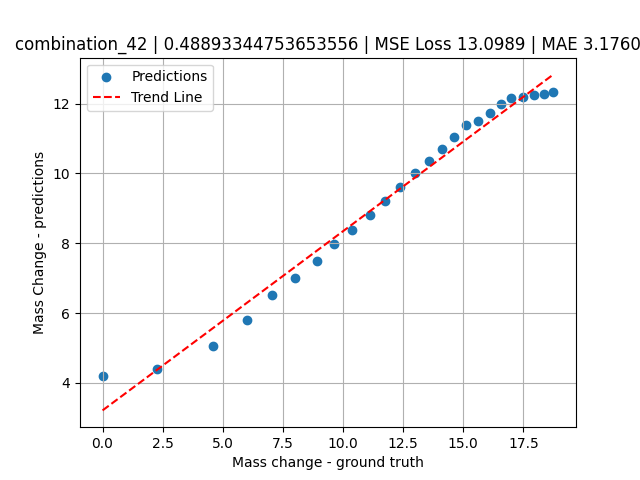 combination_42 | 0.48893344753653556 | MSE Loss 13.0989 | MAE 3.1760
Predictions
Trend Line
12
10
8
6
4
Mass Change - predictions
0.0 2.5 5.0 7.5 10.0 12.5 15.0 17.5
Mass change - ground truth